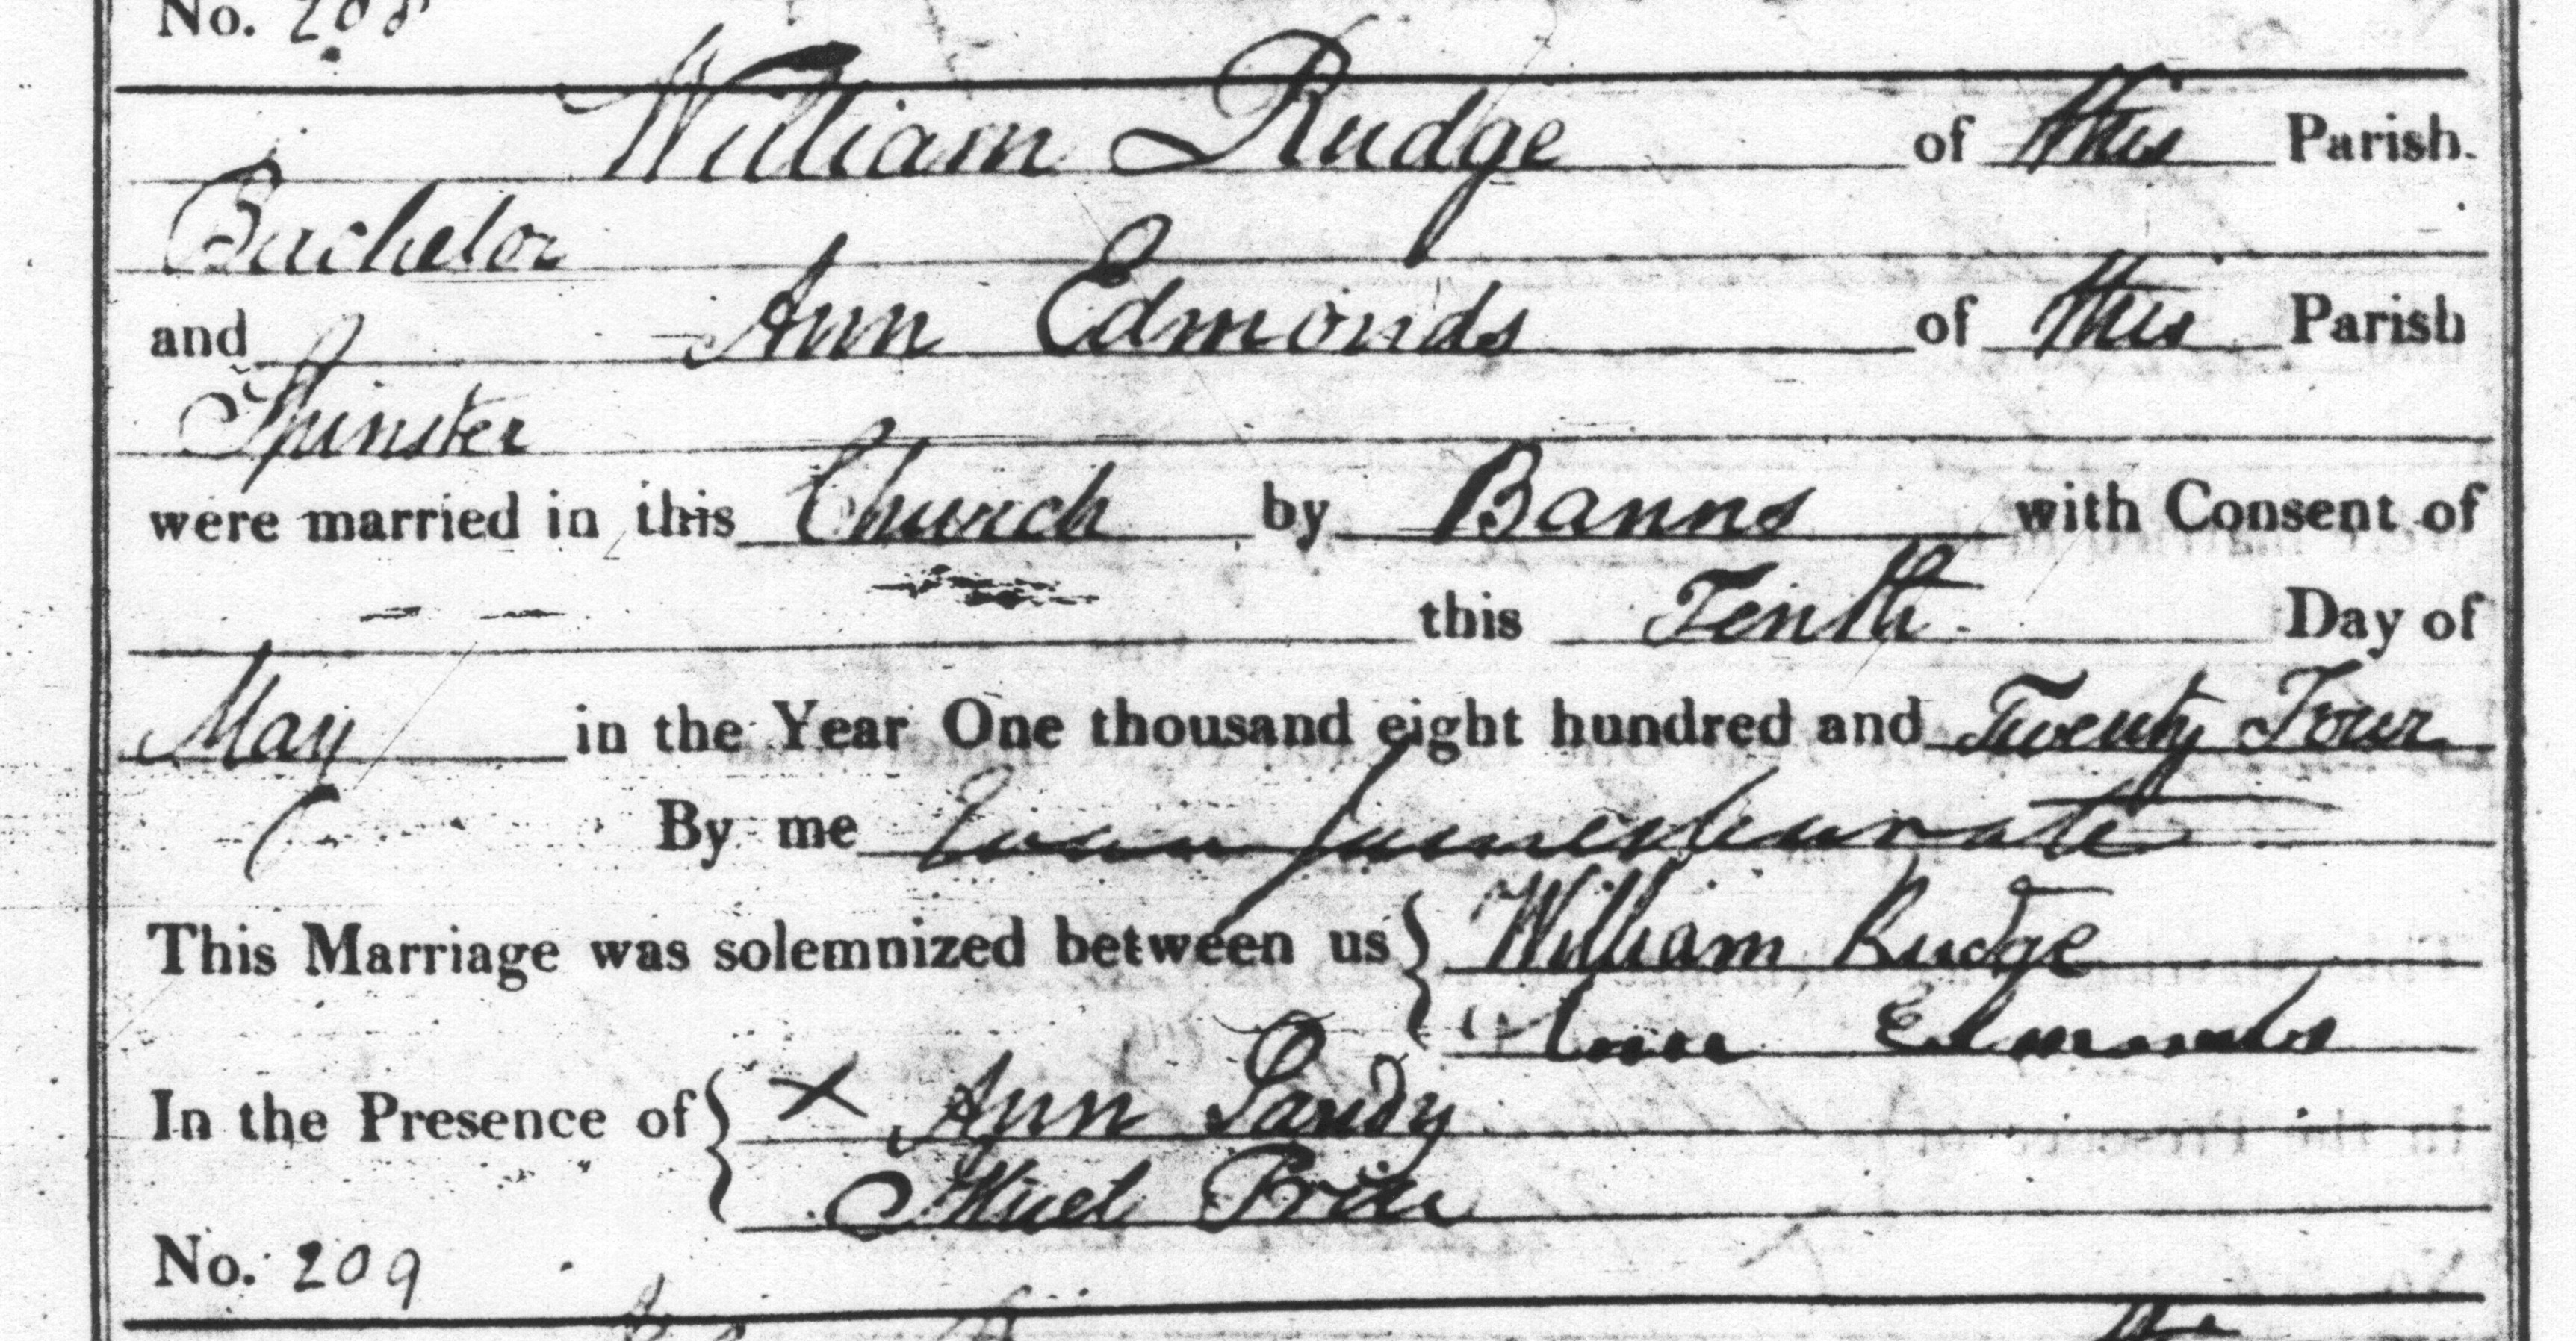 No. 208
William Rudge of this Parish.
Bachelor
and Ann Edmonds of this Parish
Spinster
were married in this Church by Banns with Consent of
this Tenth Day of
May in the Year One thousand eight hundred and Twenty Four
By me Evan James Curate
This Marriage was solemnized between us William Rudge
Ann Edmonds
In the Presence of X Ann Gandy
Price
No. 209